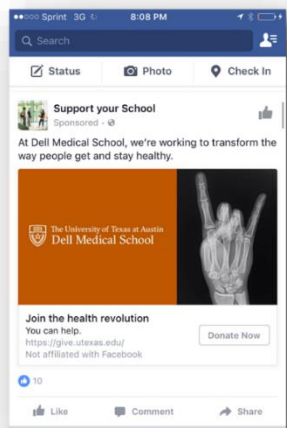 Sprint 3G 8:08 PM
Search
Status Photo Check In
Support your School
Sponsored
At Dell Medical School, we're working to transform the
way people get and stay healthy.
The University of Texas at Austin
Dell Medical School
Join the health revolution
You can help.
https://give.utexas.edu/
Not affiliated with Facebook
Donate Now
10
Like Comment Share